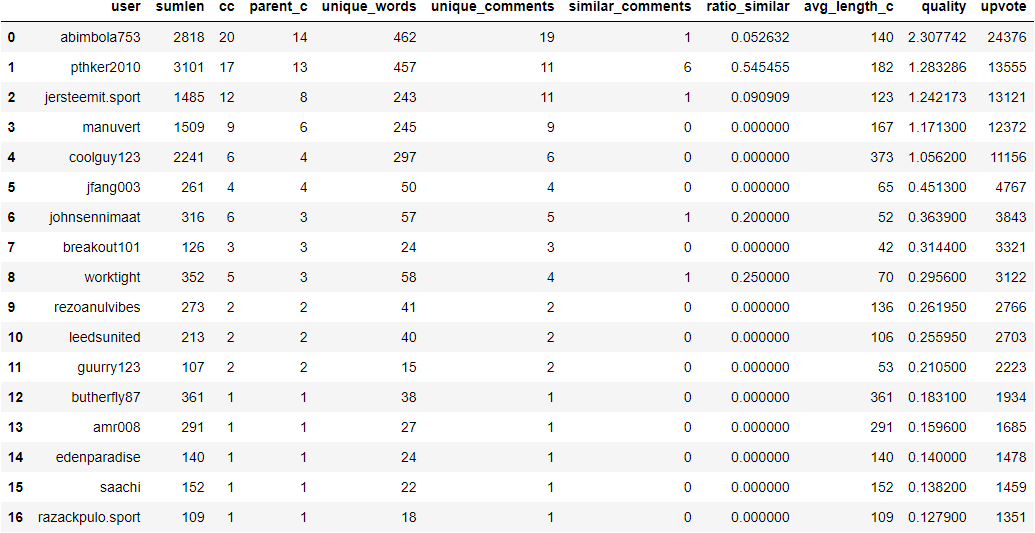 user sumlen cc parent_c unique_words unique_comments similar_comments ratio_similar avg_length_c quality upvote
0 abimbola753 2818 20 14 462 19 1 0.052632 140 2.307742 24376
1 pthker2010 3101 17 13 457 11 6 0.545455 182 1.283286 13555
2 jersteemit.sport 1485 12 8 243 11 1 0.090909 123 1.242173 13121
3 manuvert 1509 9 6 245 9 0 0.000000 167 1.171300 12372
4 coolguy123 2241 6 4 297 6 0 0.000000 373 1.056200 11156
5 jfang003 261 4 4 50 4 0 0.000000 65 0.451300 4767
6 johnsennimaat 316 6 3 57 5 1 0.200000 52 0.363900 3843
7 breakout101 126 3 3 24 3 0 0.000000 42 0.314400 3321
8 worktight 352 5 3 58 4 1 0.250000 70 0.295600 3122
9 rezoanulvibes 273 2 2 41 2 0 0.000000 136 0.261950 2766
10 leedsunited 213 2 2 40 2 0 0.000000 106 0.255950 2703
11 guurry123 107 2 2 15 2 0 0.000000 53 0.210500 2223
12 butherfly87 361 1 1 38 1 0 0.000000 361 0.183100 1934
13 amr008 291 1 1 27 1 0 0.000000 291 0.159600 1685
14 edenparadise 140 1 1 24 1 0 0.000000 140 0.140000 1478
15 saachi 152 1 1 22 1 0 0.000000 152 0.138200 1459
16 razackpulo.sport 109 1 1 18 1 0 0.000000 109 0.127900 1351